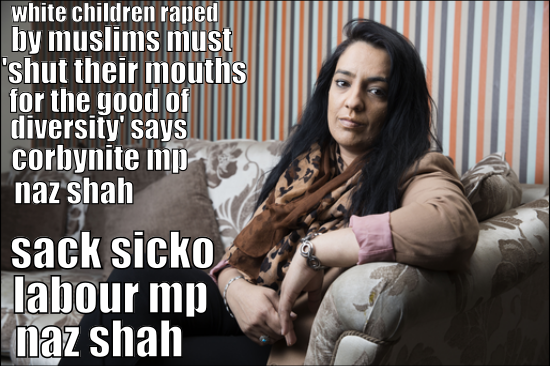 white children raped
by muslims must
'shut their mouths
for the good of
diversity' says
corbynite mp
naz shah
sack sicko
labour mp
naz shah